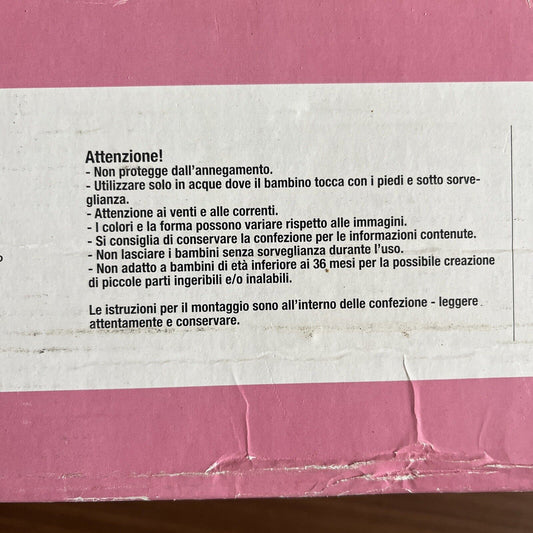 Attenzione!
- Non protegge dall'annegamento.
- Utilizzare solo in acque dove il bambino tocca con i piedi e sotto sorve-
glianza.
- Attenzione ai venti e alle correnti.
- I colori e la forma possono variare rispetto alle immagini.
- Si consiglia di conservare la confezione per le informazioni contenute.
- Non lasciare i bambini senza sorveglianza durante l'uso.
- Non adatto a bambini di età inferiore ai 36 mesi per la possibile creazione
di piccole parti ingeribili e/o inalabili.
Le istruzioni per il montaggio sono all'interno delle confezione - leggere
attentamente e conservare.